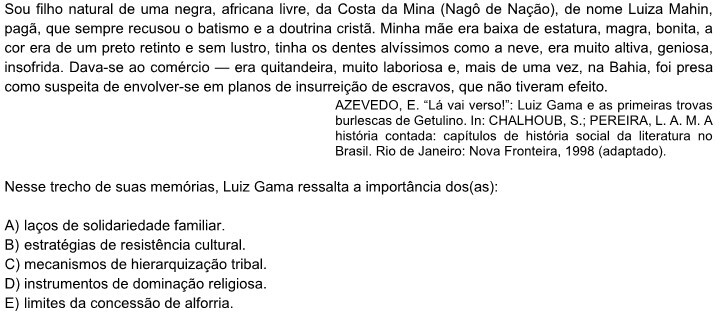 Sou filho natural de uma negra, africana livre, da Costa da Mina (Nagô de Nação), de nome Luiza Mahin,
pagã, que sempre recusou o batismo e a doutrina cristã. Minha mãe era baixa de estatura, magra, bonita, a
cor era de um preto retinto e sem lustro, tinha os dentes alvíssimos como a neve, era muito altiva, geniosa,
insofrida. Dava-se ao comércio — era quitandeira, muito laboriosa e, mais de uma vez, na Bahia, foi presa
como suspeita de envolver-se em planos de insurreição de escravos, que não tiveram efeito.
AZEVEDO, E. “Lá vai verso!”: Luiz Gama e as primeiras trovas
burlescas de Getulino. In: CHALHOUB, S.; PEREIRA, L. A. M. A
história contada: capítulos de história social da literatura no
Brasil. Rio de Janeiro: Nova Fronteira, 1998 (adaptado).
Nesse trecho de suas memórias, Luiz Gama ressalta a importância dos(as):
A) laços de solidariedade familiar.
B) estratégias de resistência cultural.
C) mecanismos de hierarquização tribal.
D) instrumentos de dominação religiosa.
E) limites da concessão de alforria.